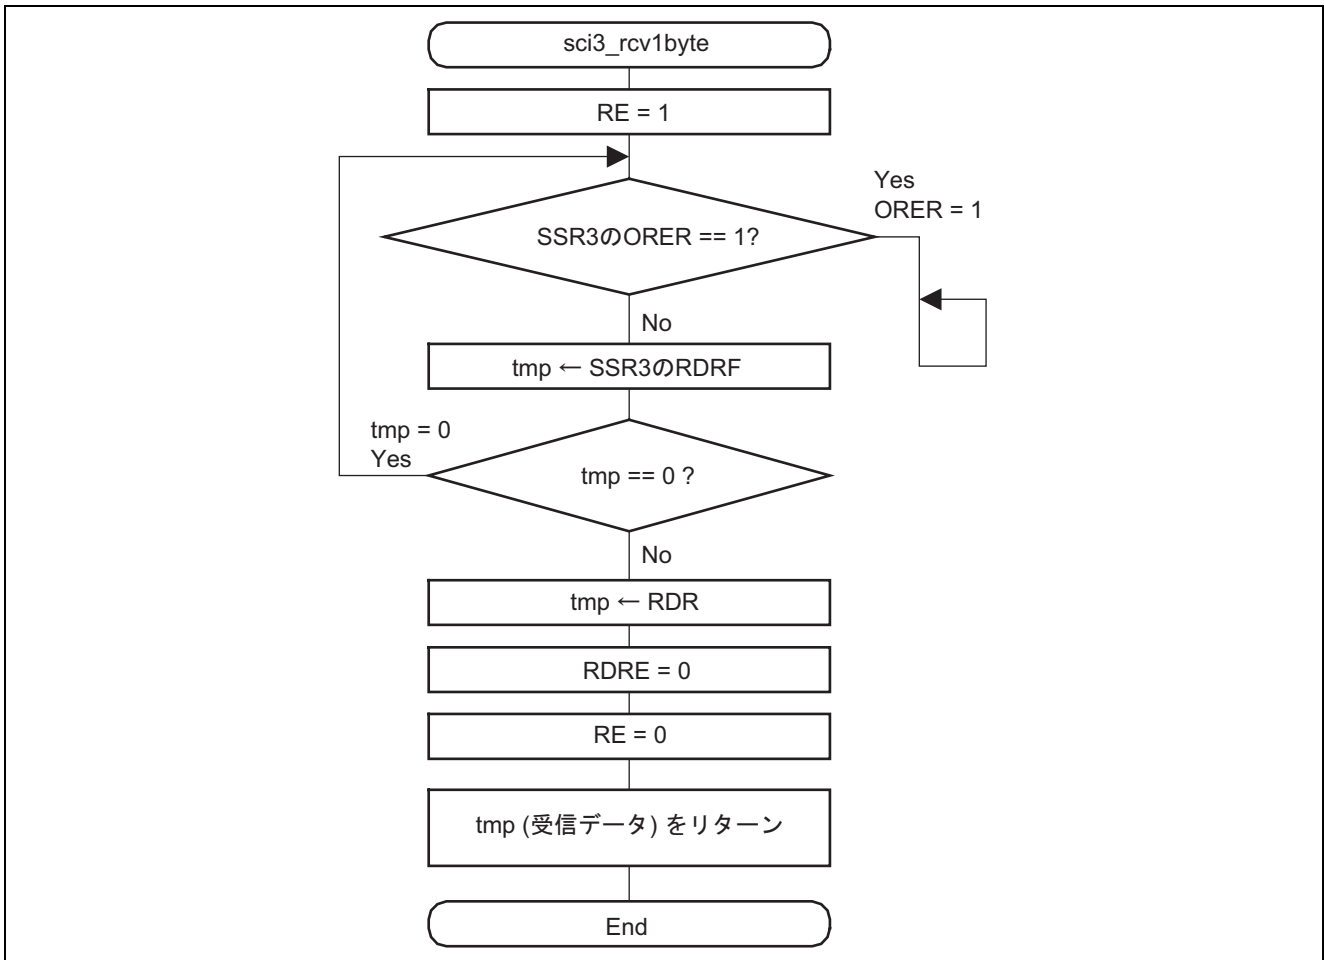 sci3_rcv1byte
RE = 1
Yes
ORER = 1
SSR3のORER == 1?
No
tmp ← SSR3のRDRF
tmp = 0
Yes
tmp == 0 ?
No
tmp ← RDR
RDRE = 0
RE = 0
tmp (受信データ) をリターン
End